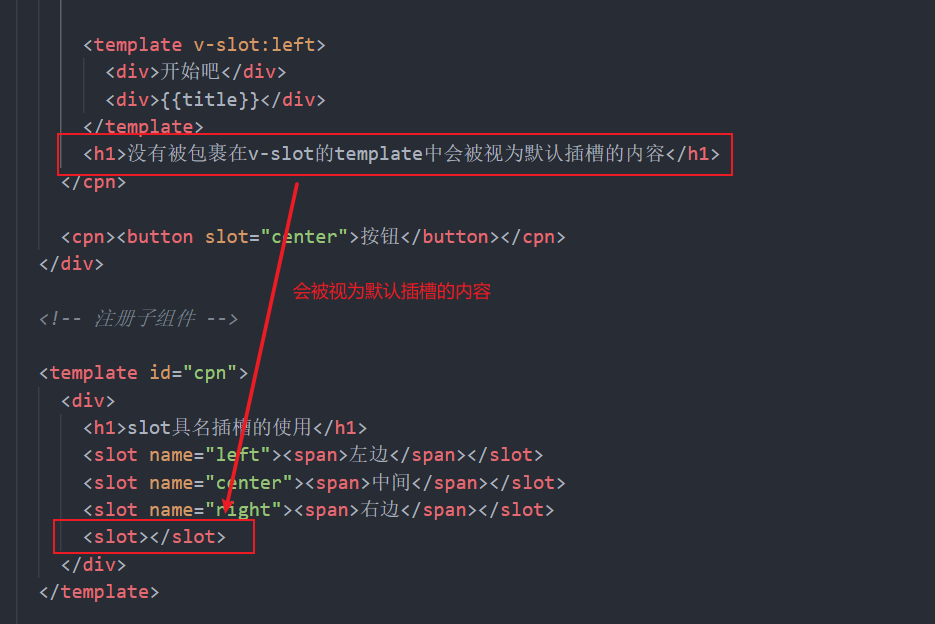 <template v-slot:left>
<div>开始吧</div>
<div>{{title}}</div>
</template>
<h1>没有被包裹在v-slot的template中会被视为默认插槽的内容</h1>
</cpn>
<cpn><button slot="center">按钮</button></cpn>
</div>
会被视为默认插槽的内容
<!-- 注册子组件 -->
<template id="cpn">
<div>
<h1>slot具名插槽的使用</h1>
<slot name="left"><span>左边</span></slot>
<slot name="center"><span>中间</span></slot>
<slot name="right"><span>右边</span></slot>
<slot></slot>
</div>
</template>